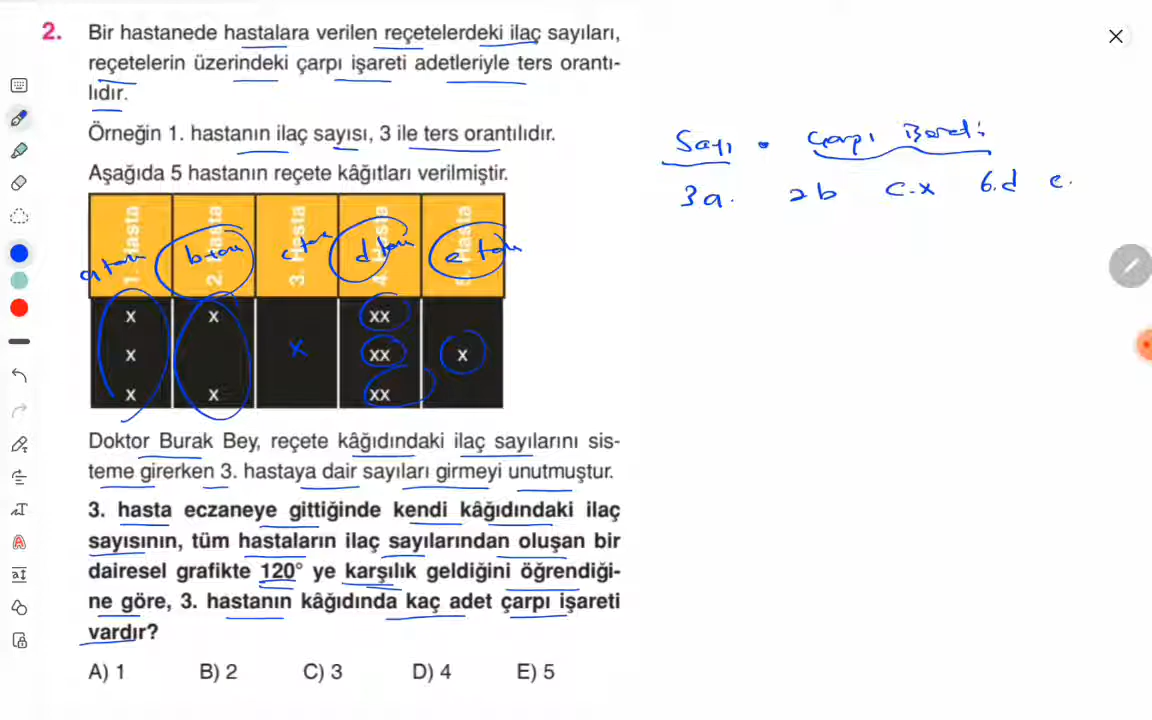 2. Bir hastanede hastalara verilen reçetelerdeki ilaç sayıları,
reçetelerin üzerindeki çarpı işareti adetleriyle ters orantı-
lıdır.
Örneğin 1. hastanın ilaç sayısı, 3 ile ters orantılıdır.
Aşağıda 5 hastanın reçete kâğıtları verilmiştir.
1. Hasta 2. Hasta 3. Hasta 4. Hasta 5. Hasta
a tane b tane c tane d tane e tane
x x xx
x x xx x
x x xx
Doktor Burak Bey, reçete kâğıdındaki ilaç sayılarını sis-
teme girerken 3. hastaya dair sayıları girmeyi unutmuştur.
3. hasta eczaneye gittiğinde kendi kâğıdındaki ilaç
sayısının, tüm hastaların ilaç sayılarından oluşan bir
dairesel grafikte 120° ye karşılık geldiğini öğrendiği-
ne göre, 3. hastanın kâğıdında kaç adet çarpı işareti
vardır?
A) 1 B) 2 C) 3 D) 4 E) 5
Sayı . Çarpı
3a. 2b c.x 6.d e.